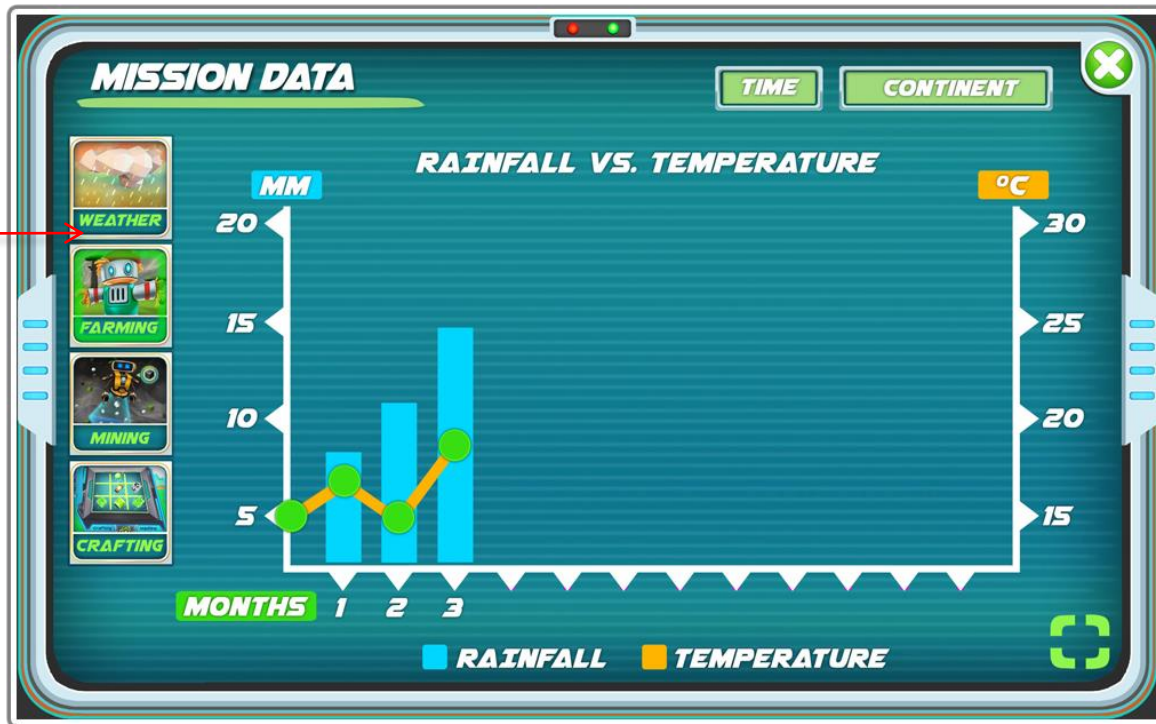 MISSION DATA
TIME
CONTINENT
WEATHER
FARMING
MINING
CRAFTING
RAINFALL VS. TEMPERATURE
MM
ºC
20
30
15
25
10
20
5
15
MONTHS 1 2 3
RAINFALL TEMPERATURE